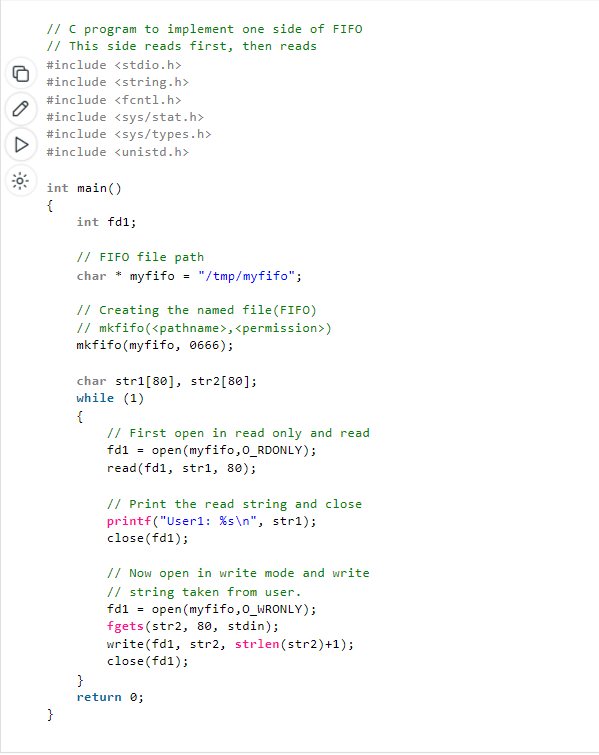 // C program to implement one side of FIFO
// This side reads first, then reads
#include <stdio.h>
#include <string.h>
#include <fcntl.h>
#include <sys/stat.h>
#include <sys/types.h>
#include <unistd.h>
int main()
{
int fd1;
// FIFO file path
char * myfifo = "/tmp/myfifo";
// Creating the named file(FIFO)
// mkfifo(<pathname>,<permission>)
mkfifo(myfifo, 0666);
char str1[80], str2[80];
while (1)
{
// First open in read only and read
fd1 = open(myfifo,O_RDONLY);
read(fd1, str1, 80);
// Print the read string and close
printf("User1: %s\n", str1);
close(fd1);
// Now open in write mode and write
// string taken from user.
fd1 = open(myfifo,O_WRONLY);
fgets(str2, 80, stdin);
write(fd1, str2, strlen(str2)+1);
close(fd1);
}
return 0;
}